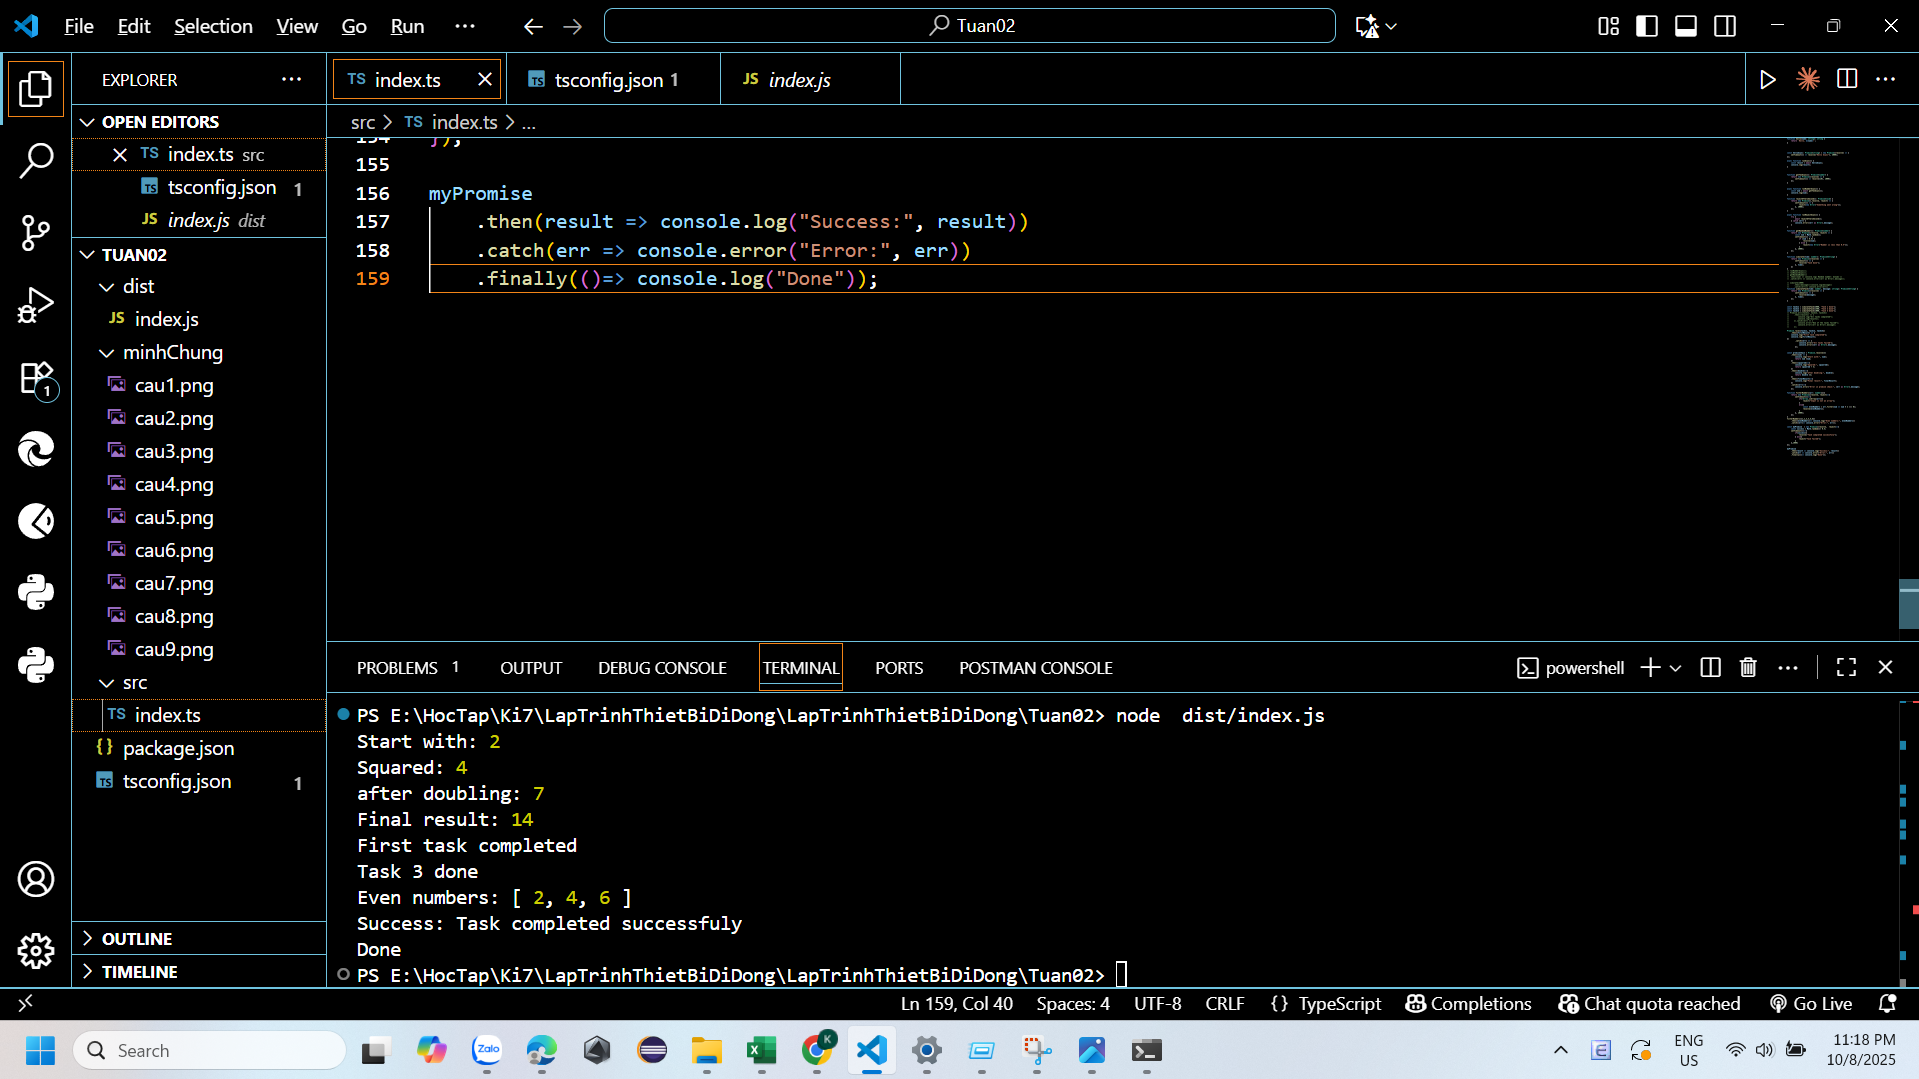 File Edit Selection View Go Run ··· Tuan02
EXPLORER
OPEN EDITORS
TS index.ts src
tsconfig.json 1
JS index.js dist
TUAN02
dist
JS index.js
minhChung
cau1.png
cau2.png
cau3.png
cau4.png
cau5.png
cau6.png
cau7.png
cau8.png
cau9.png
src
TS index.ts
{} package.json
tsconfig.json 1
OUTLINE
TIMELINE
1
TS index.ts
tsconfig.json 1
JS index.js
src > TS index.ts > ...
154 });
155
156 myPromise
157 .then(result => console.log("Success:", result))
158 .catch(err => console.error("Error:", err))
159 .finally(()=> console.log("Done"));
PROBLEMS 1 OUTPUT DEBUG CONSOLE TERMINAL PORTS POSTMAN CONSOLE
powershell
PS E:\HocTap\Ki7\LapTrinhThietBiDiDong\LapTrinhThietBiDiDong\Tuan02> node  dist/index.js
Start with: 2
Squared: 4
after doubling: 7
Final result: 14
First task completed
Task 3 done
Even numbers: [ 2, 4, 6 ]
Success: Task completed successfuly
Done
PS E:\HocTap\Ki7\LapTrinhThietBiDiDong\LapTrinhThietBiDiDong\Tuan02>
Ln 159, Col 40 Spaces: 4 UTF-8 CRLF {} TypeScript Completions Chat quota reached Go Live
Search
Zalo
K
ENG
US
11:18 PM
10/8/2025